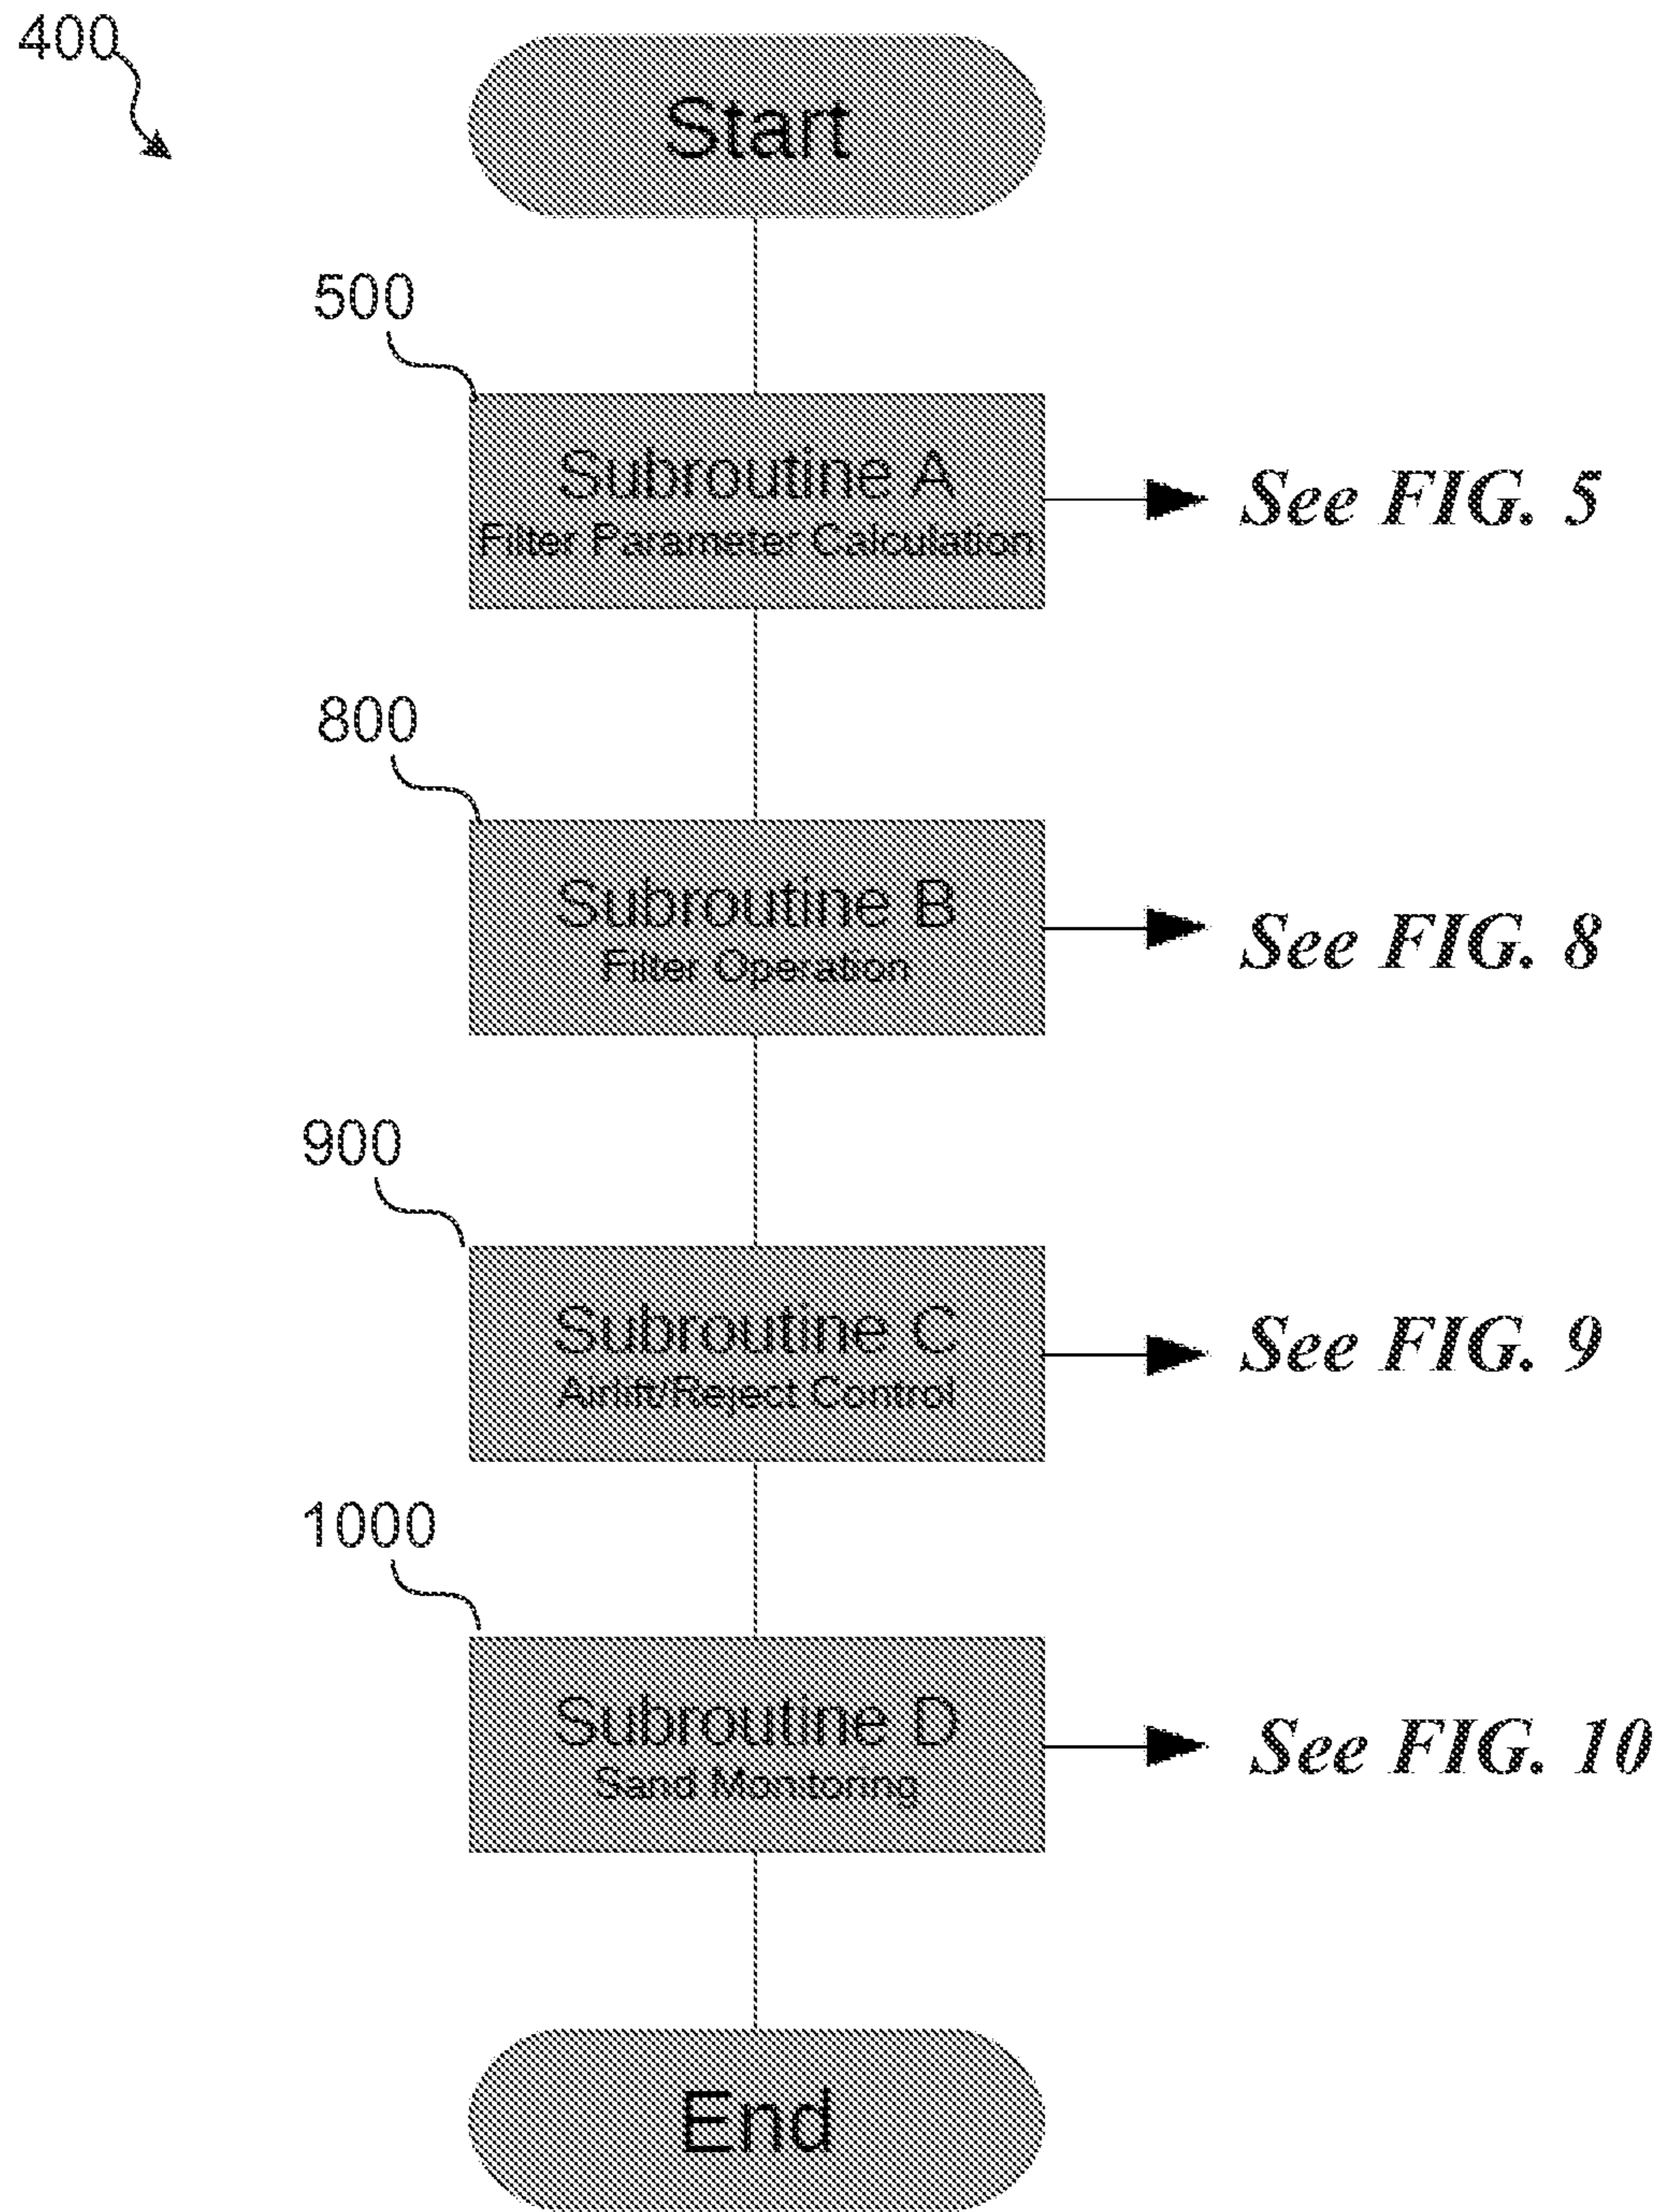 400
Start
500
Subroutine A
Filter Parameter Calculation
See FIG. 5
800
Subroutine B
Filter Operation
See FIG. 8
900
Subroutine C
Airlift/Reject Control
See FIG. 9
1000
Subroutine D
Sand Monitoring
See FIG. 10
End